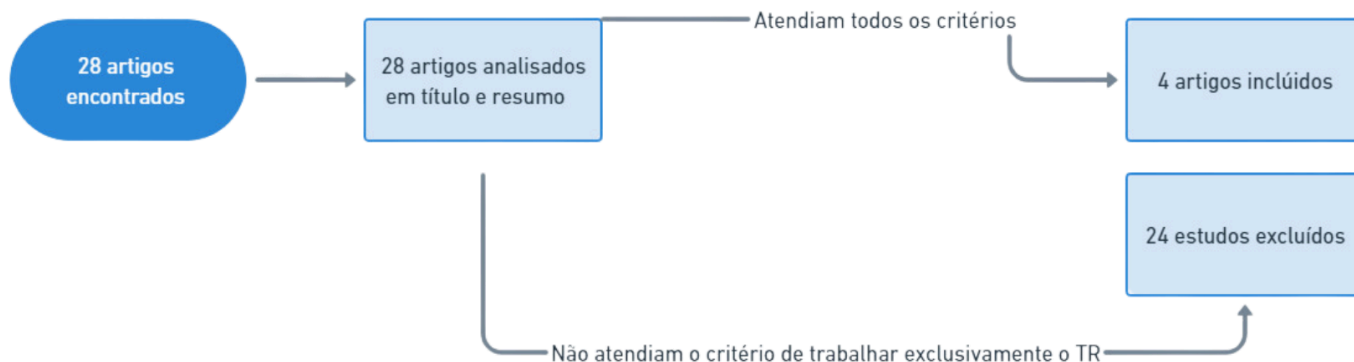 28 artigos
encontrados
28 artigos analisados
em título e resumo
Atendiam todos os critérios
4 artigos inclúidos
24 estudos excluídos
Não atendiam o critério de trabalhar exclusivamente o TR